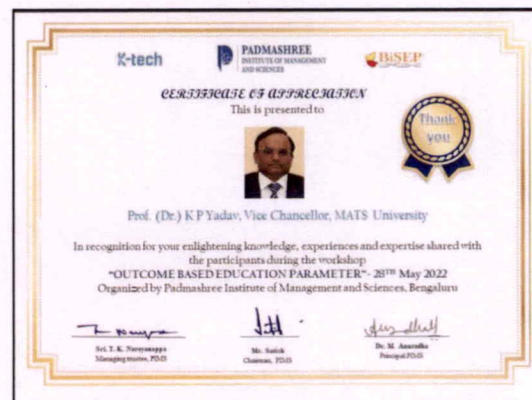 K-tech
PADMASHREE
INSTITUTE OF MANAGEMENT
AND SCIENCES
BiSEP
CERTIFICATE OF APPRECIATION
This is presented to
Thank
you
Prof. (Dr.) K P Yadav, Vice Chancellor, MATS University
In recognition for your enlightening knowledge, experiences and expertise shared with
the participants during the workshop
"OUTCOME BASED EDUCATION PARAMETER"- 28TH May 2022
Organized by Padmashree Institute of Management and Sciences, Bengaluru
Sri. T. K. Narayanappa
Managing trustee, PIMS
Mr. Satish
Chairman, PIMS
Dr. M. Anuradha
Principal PIMS